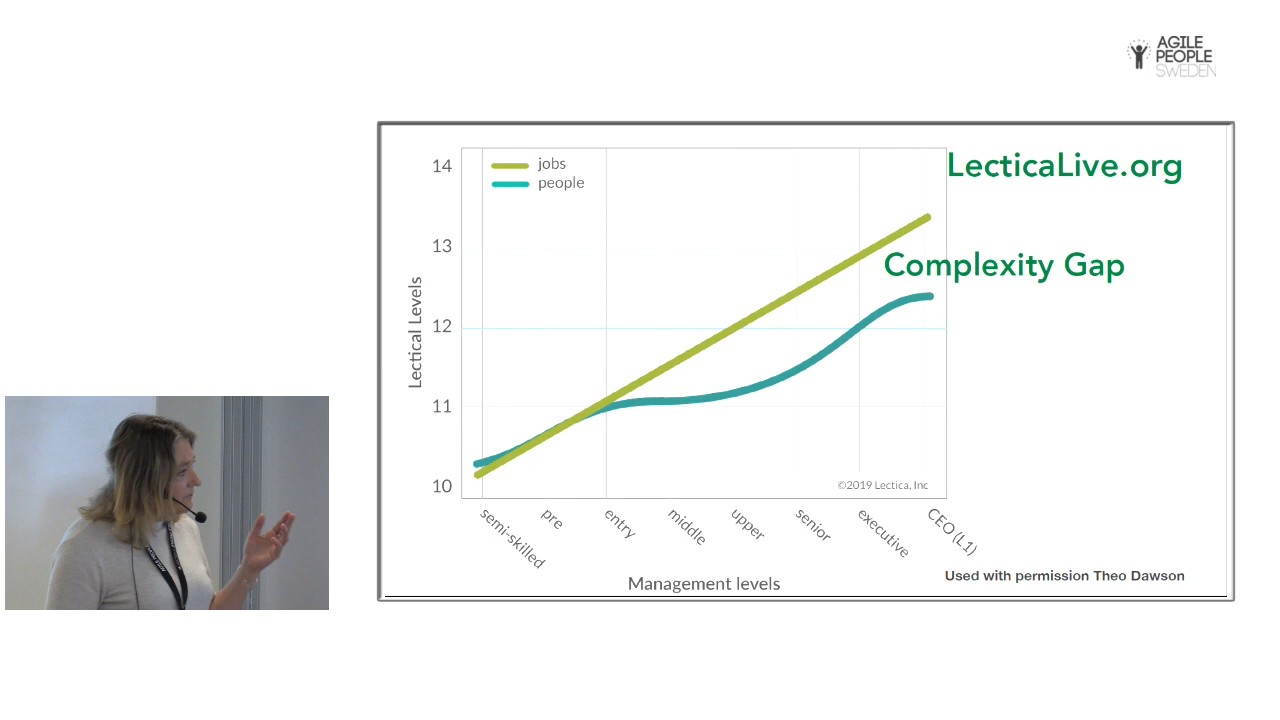 AGILE
PEOPLE
SWEDEN
LecticaLive.org
Complexity Gap
jobs
people
14
13
12
11
10
Lectical Levels
©2019 Lectica, Inc
semi-skilled
pre
entry
middle
upper
senior
executive
CEO (L1)
Management levels
Used with permission Theo Dawson